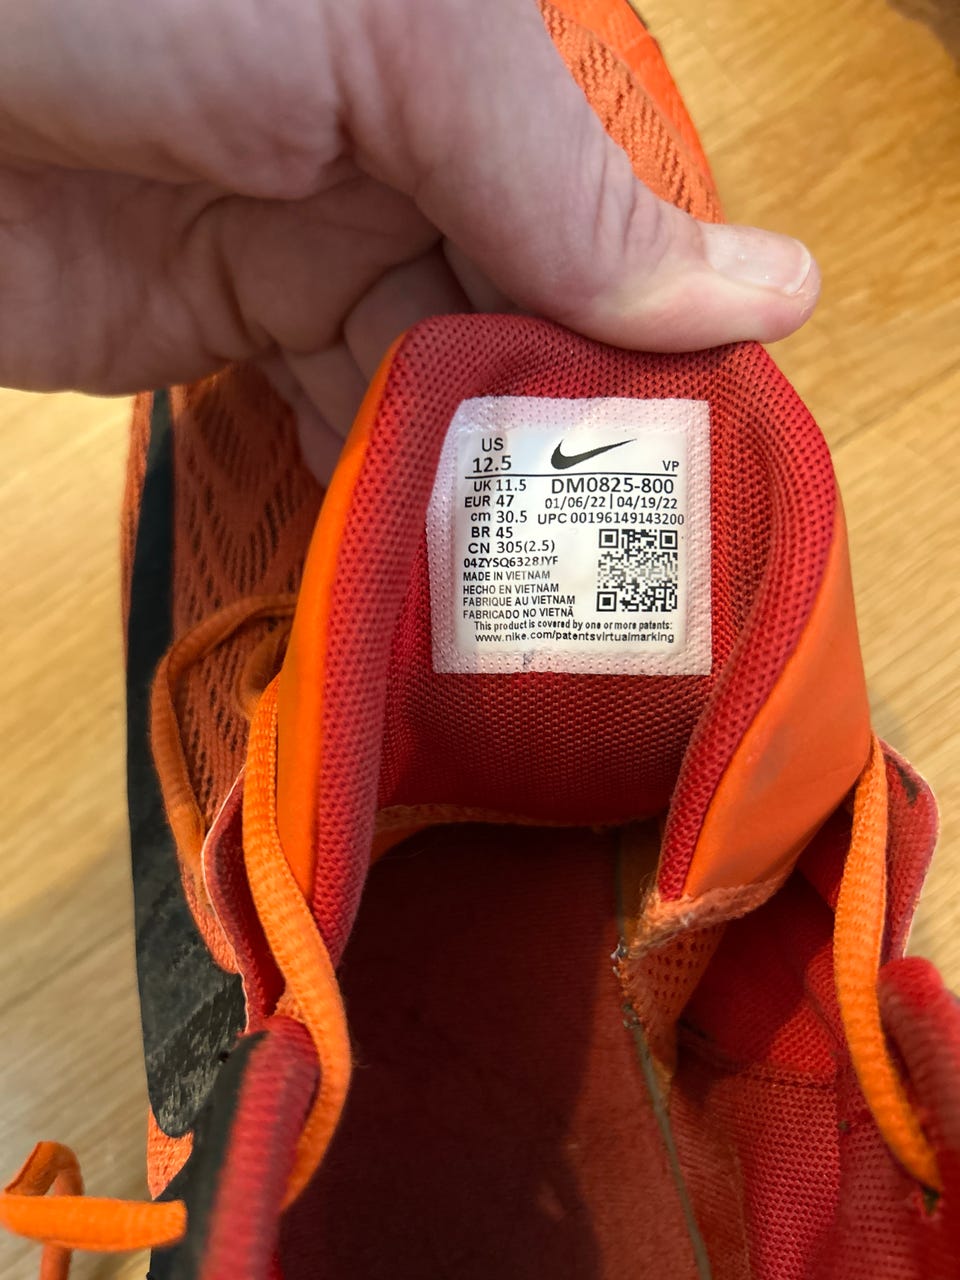 US
12.5
VP
UK 11.5
DM0825-800
EUR 47
01/06/22 | 04/19/22
cm 30.5
UPC 00196149143200
BR 45
CN 305(2.5)
04ZYSQ6328JYF
MADE IN VIETNAM
HECHO EN VIETNAM
FABRIQUE AU VIETNAM
FABRICADO NO VIETNÃ
This product is covered by one or more patents:
www.nike.com/patentsvirtualmarking